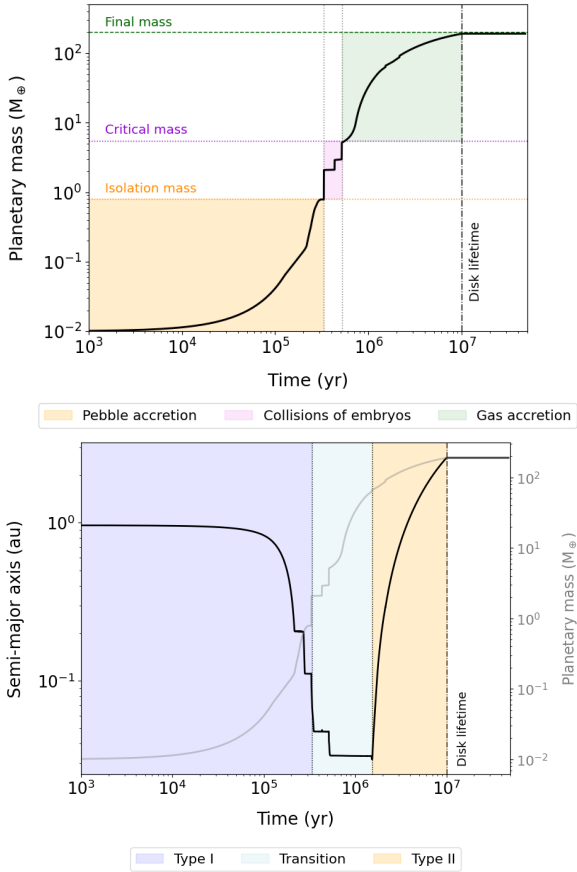 Final mass
Critical mass
Isolation mass
Disk lifetime
Planetary mass (M⊕)
10²
10¹
10⁰
10⁻¹
10⁻²
10³
10⁴
10⁵
10⁶
10⁷
Time (yr)
Pebble accretion
Collisions of embryos
Gas accretion
Semi-major axis (au)
10⁰
10⁻¹
Planetary mass (M⊕)
10²
10¹
10⁰
10⁻¹
10⁻²
Disk lifetime
10³
10⁴
10⁵
10⁶
10⁷
Time (yr)
Type I
Transition
Type II